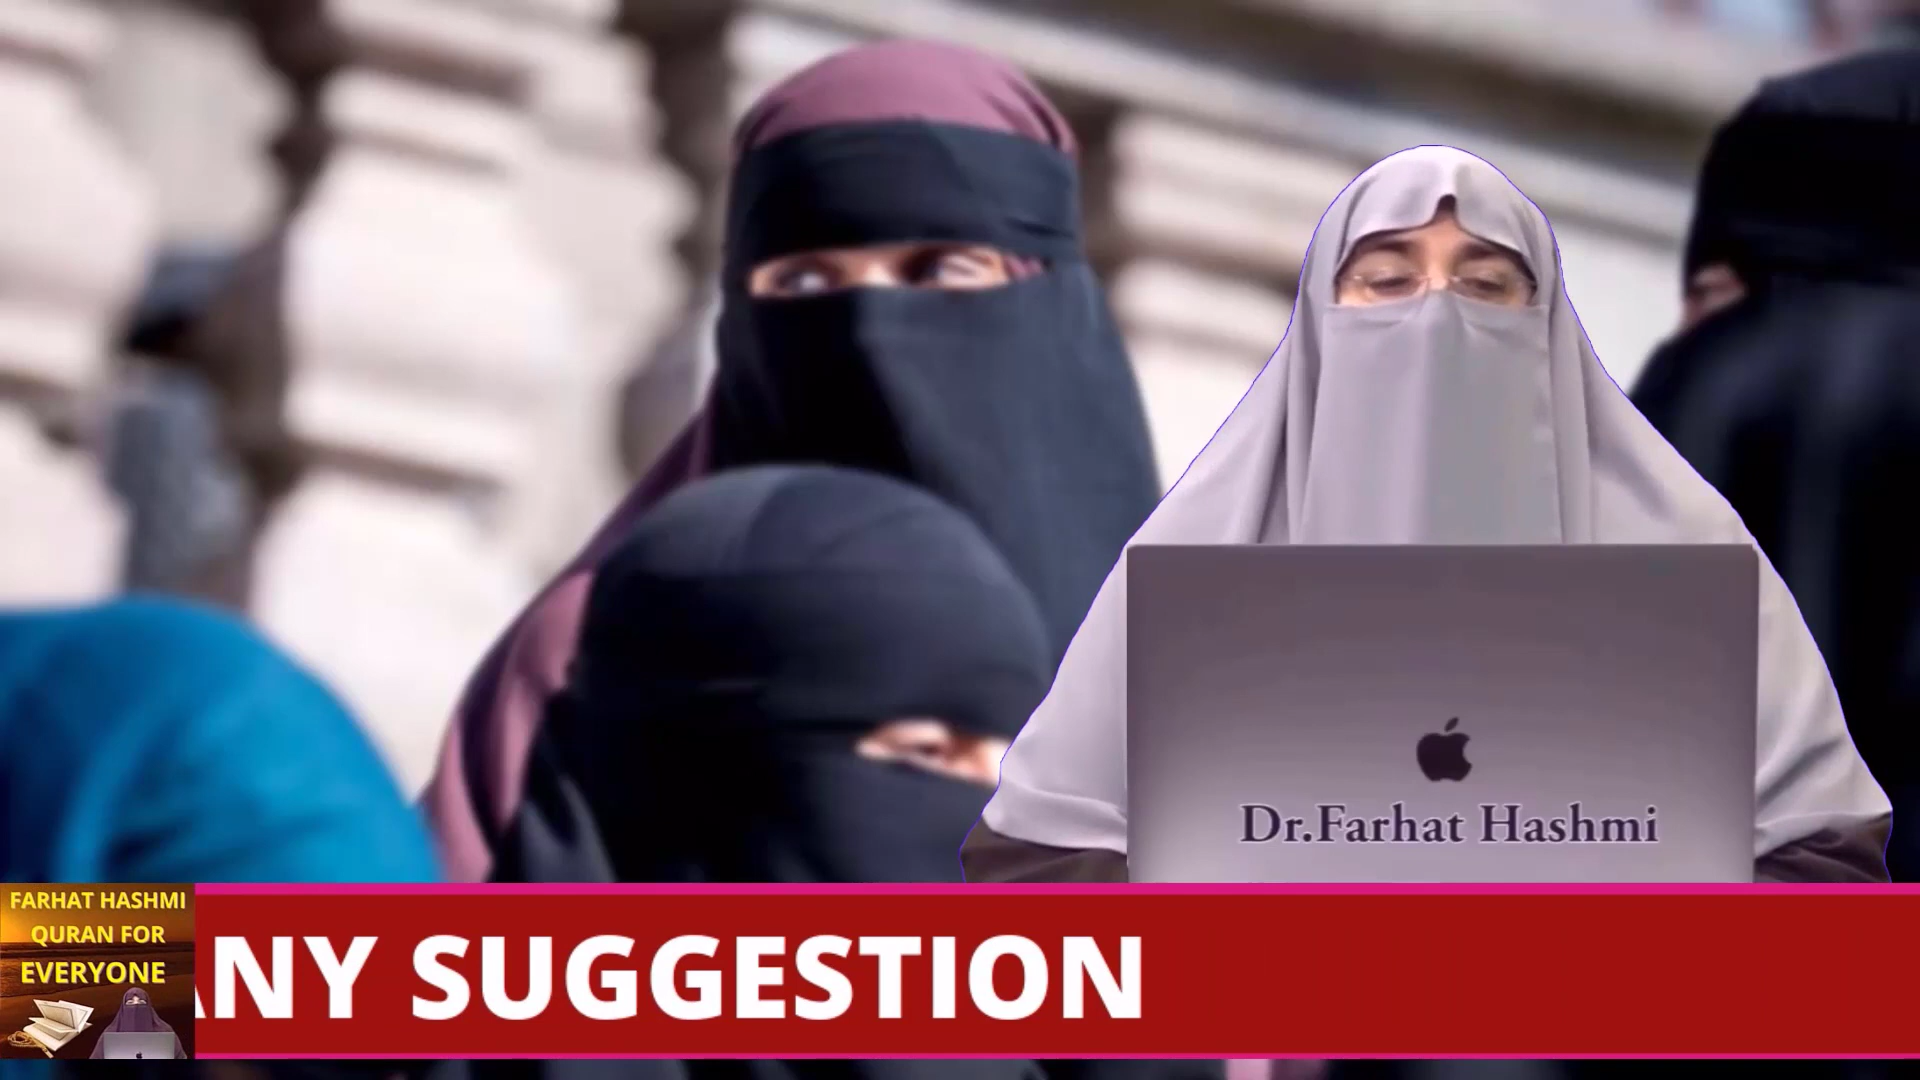 Dr.Farhat Hashmi
FARHAT HASHMI
QURAN FOR
EVERYONE
NY SUGGESTION